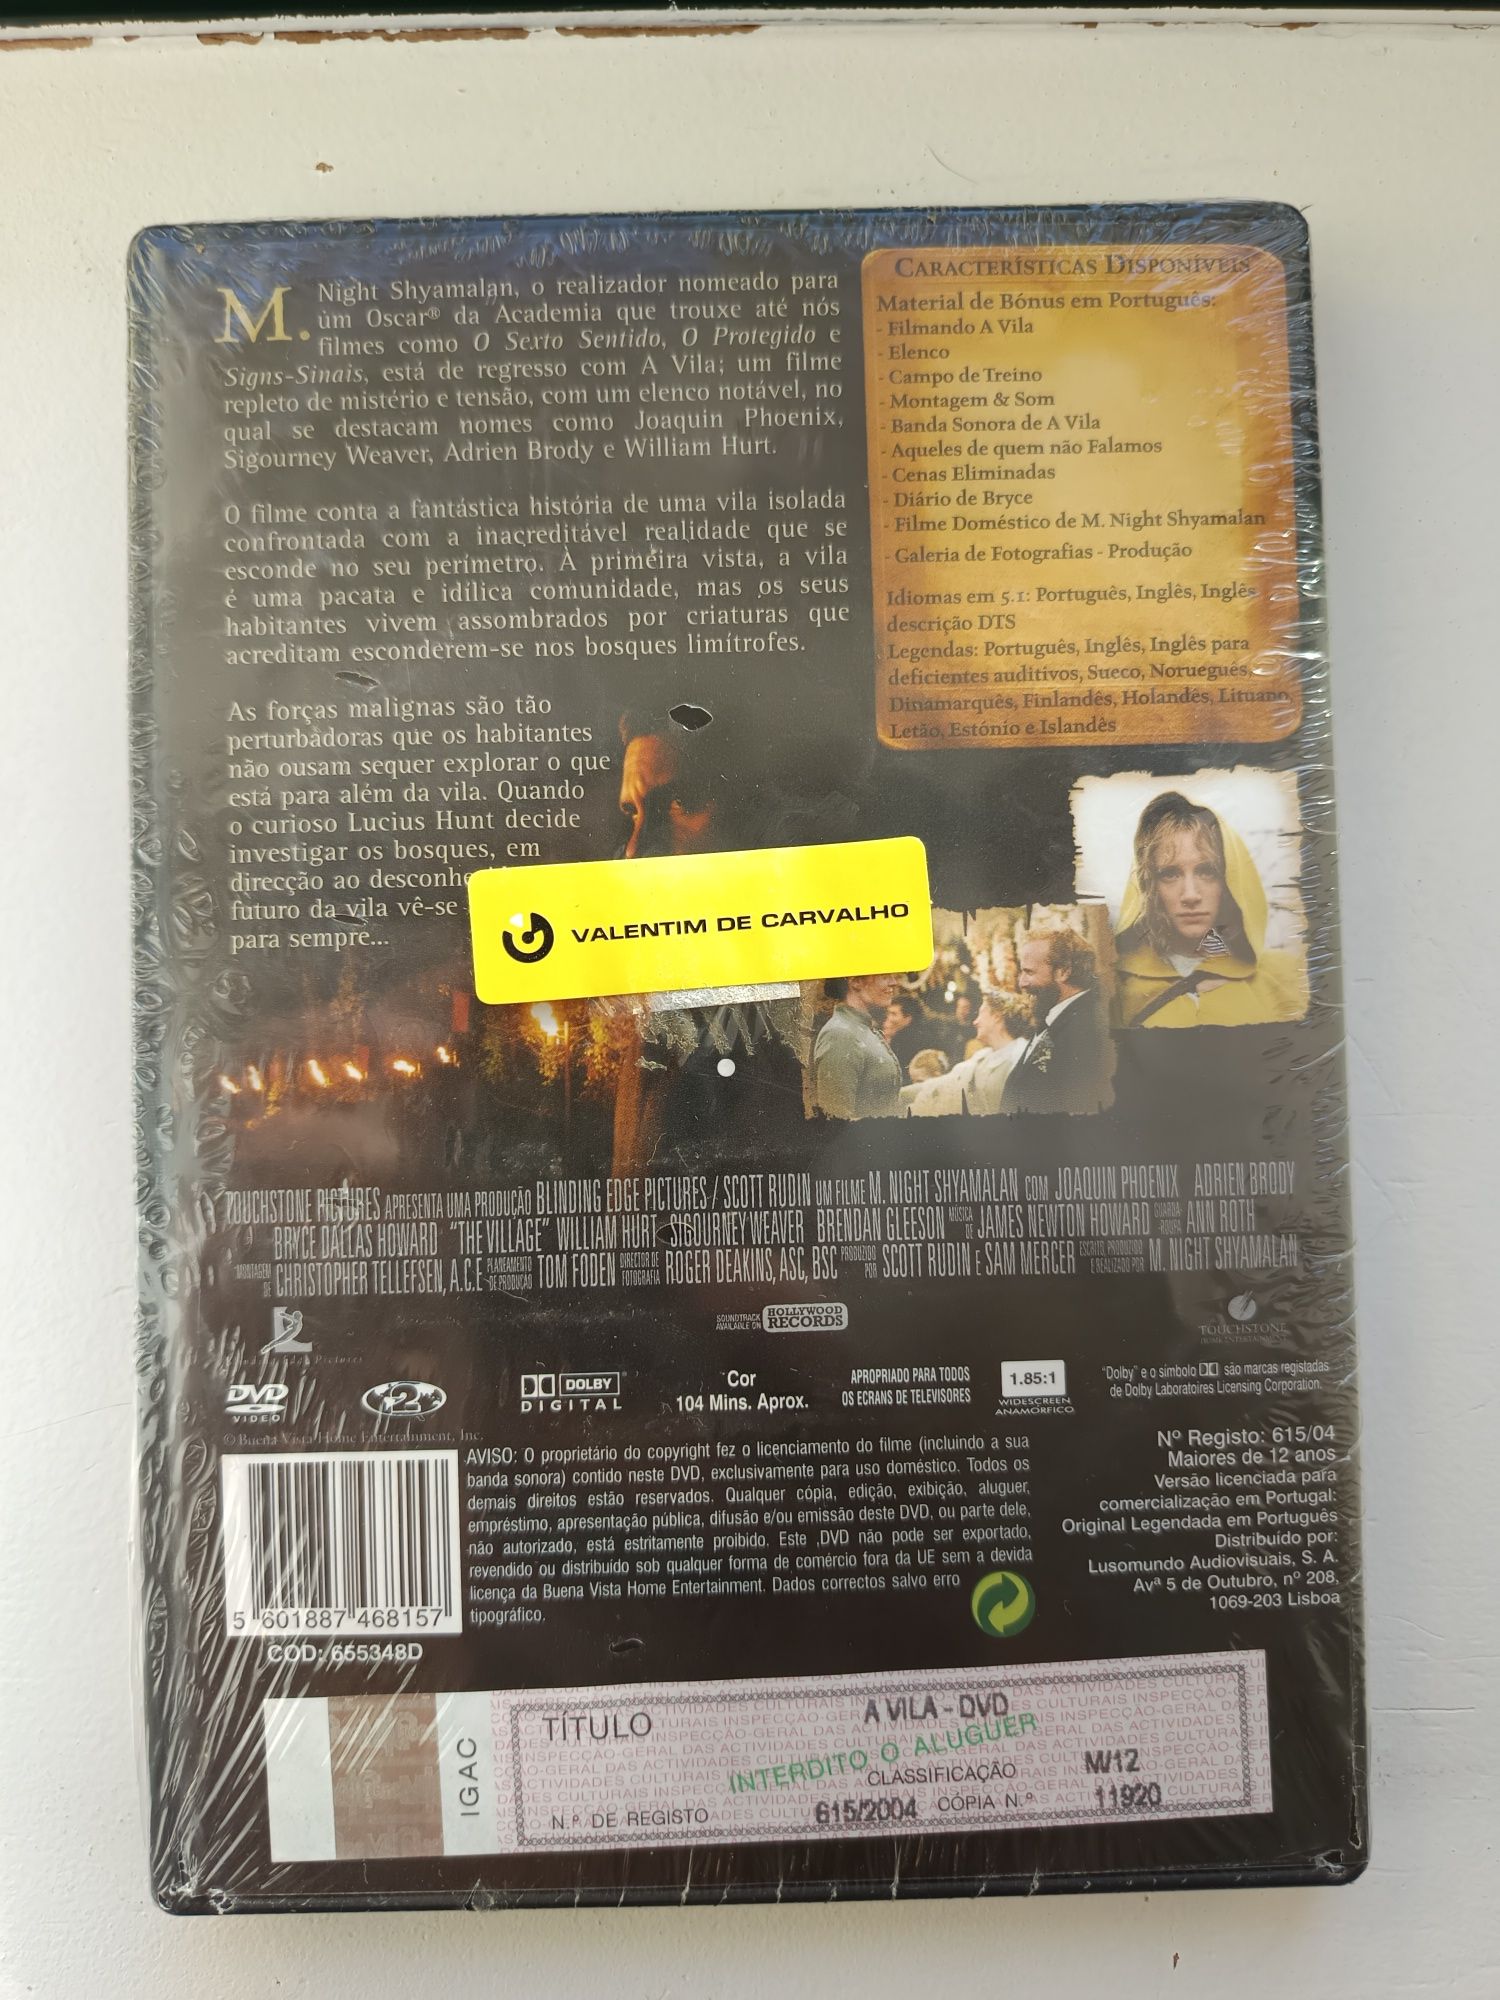 M. Night Shyamalan, o realizador nomeado para
um Oscar® da Academia que trouxe até nós
filmes como O Sexto Sentido, O Protegido e
Signs-Sinais, está de regresso com A Vila; um filme
repleto de mistério e tensão, com um elenco notável, no
qual se destacam nomes como Joaquin Phoenix,
Sigourney Weaver, Adrien Brody e William Hurt.
O filme conta a fantástica história de uma vila isolada
confrontada com a inacreditável realidade que se
esconde no seu perímetro. À primeira vista, a vila
é uma pacata e idílica comunidade, mas os seus
habitantes vivem assombrados por criaturas que
acreditam esconderem-se nos bosques limítrofes.
As forças malignas são tão
perturbadoras que os habitantes
não ousam sequer explorar o que
está para além da vila. Quando
o curioso Lucius Hunt decide
investigar os bosques, em
direcção ao
futuro da vila vê-se
para sempre...
CARACTERÍSTICAS DISPONÍVEIS
Material de Bónus em Português:
- Filmando A Vila
- Elenco
- Campo de Treino
- Montagem & Som
- Banda Sonora de A Vila
- Aqueles de quem não Falamos
- Cenas Eliminadas
- Diário de Bryce
- Filme Doméstico de M. Night Shyamalan
- Galeria de Fotografias - Produção
Idiomas em 5.1: Português, Inglês, Inglês
descrição DTS
Legendas: Português, Inglês, Inglês para
deficientes auditivos, Sueco, Norueguês,
Dinamarquês, Finlandês, Holandês, Lituano,
Letão, Estónio e Islandês
VALENTIM DE CARVALHO
TOUCHSTONE PICTURES APRESENTA UMA PRODUÇÃO BLINDING EDGE PICTURES / SCOTT RUDIN UM FILME M. NIGHT SHYAMALAN COM JOAQUIN PHOENIX ADRIEN BRODY
BRYCE DALLAS HOWARD "THE VILLAGE" WILLIAM HURT SIGOURNEY WEAVER BRENDAN GLEESON MÚSICA DE JAMES NEWTON HOWARD GUARDA-ROUPA ANN ROTH
MONTAGEM DE CHRISTOPHER TELLEFSEN, A.C.E PLANEAMENTO DE PRODUÇÃO TOM FODEN DIRECTOR DE FOTOGRAFIA ROGER DEAKINS, ASC, BSC PRODUZIDO POR SCOTT RUDIN E SAM MERCER ESCRITO, PRODUZIDO E REALIZADO POR M. NIGHT SHYAMALAN
Blinding Edge Pictures
SOUNDTRACK AVAILABLE ON HOLLYWOOD RECORDS
TOUCHSTONE
HOME ENTERTAINMENT
DVD VIDEO
2
DOLBY DIGITAL
Cor
104 Mins. Aprox.
APROPRIADO PARA TODOS
OS ECRANS DE TELEVISORES
1.85:1
WIDESCREEN
ANAMÓRFICO
"Dolby" e o símbolo são marcas registadas
de Dolby Laboratoires Licensing Corporation.
© Buena Vista Home Entertainment, Inc.
AVISO: O proprietário do copyright fez o licenciamento do filme (incluindo a sua
banda sonora) contido neste DVD, exclusivamente para uso doméstico. Todos os
demais direitos estão reservados. Qualquer cópia, edição, exibição, aluguer,
empréstimo, apresentação pública, difusão e/ou emissão deste DVD, ou parte dele,
não autorizado, está estritamente proibido. Este DVD não pode ser exportado,
revendido ou distribuído sob qualquer forma de comércio fora da UE sem a devida
licença da Buena Vista Home Entertainment. Dados correctos salvo erro
tipográfico.
Nº Registo: 615/04
Maiores de 12 anos
Versão licenciada para
comercialização em Portugal:
Original Legendada em Português
Distribuído por:
Lusomundo Audiovisuais, S. A.
Avª 5 de Outubro, nº 208,
1069-203 Lisboa
5 601887 468157
COD: 655348D
IGAC
TÍTULO A VILA - DVD
INTERDITO O ALUGUER
CLASSIFICAÇÃO M/12
N.º DE REGISTO 615/2004 CÓPIA N.º 11920